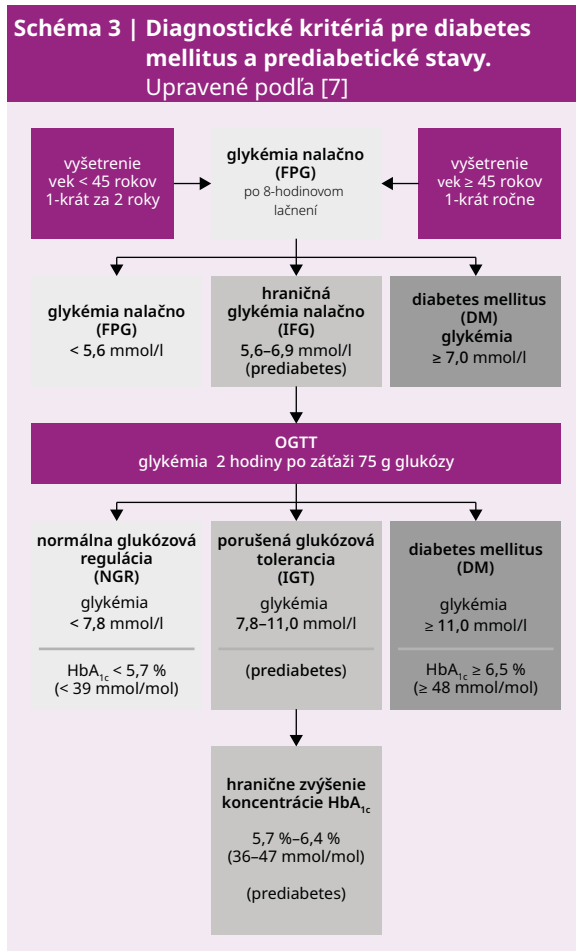 Schéma 3 | Diagnostické kritériá pre diabetes
mellitus a prediabetické stavy.
Upravené podľa [7]
vyšetrenie
vek < 45 rokov
1-krát za 2 roky
glykémia nalačno
(FPG)
po 8-hodinovom
lačnení
vyšetrenie
vek ≥ 45 rokov
1-krát ročne
glykémia nalačno
(FPG)
< 5,6 mmol/l
hraničná
glykémia nalačno
(IFG)
5,6–6,9 mmol/l
(prediabetes)
diabetes mellitus
(DM)
glykémia
≥ 7,0 mmol/l
OGTT
glykémia 2 hodiny po záťaži 75 g glukózy
normálna glukózová
regulácia
(NGR)
glykémia
< 7,8 mmol/l
HbA1c < 5,7 %
(< 39 mmol/mol)
porušená glukózová
tolerancia
(IGT)
glykémia
7,8–11,0 mmol/l
(prediabetes)
diabetes mellitus
(DM)
glykémia
≥ 11,0 mmol/l
HbA1c ≥ 6,5 %
(≥ 48 mmol/mol)
hranične zvýšenie
koncentrácie HbA1c
5,7 %–6,4 %
(36–47 mmol/mol)
(prediabetes)